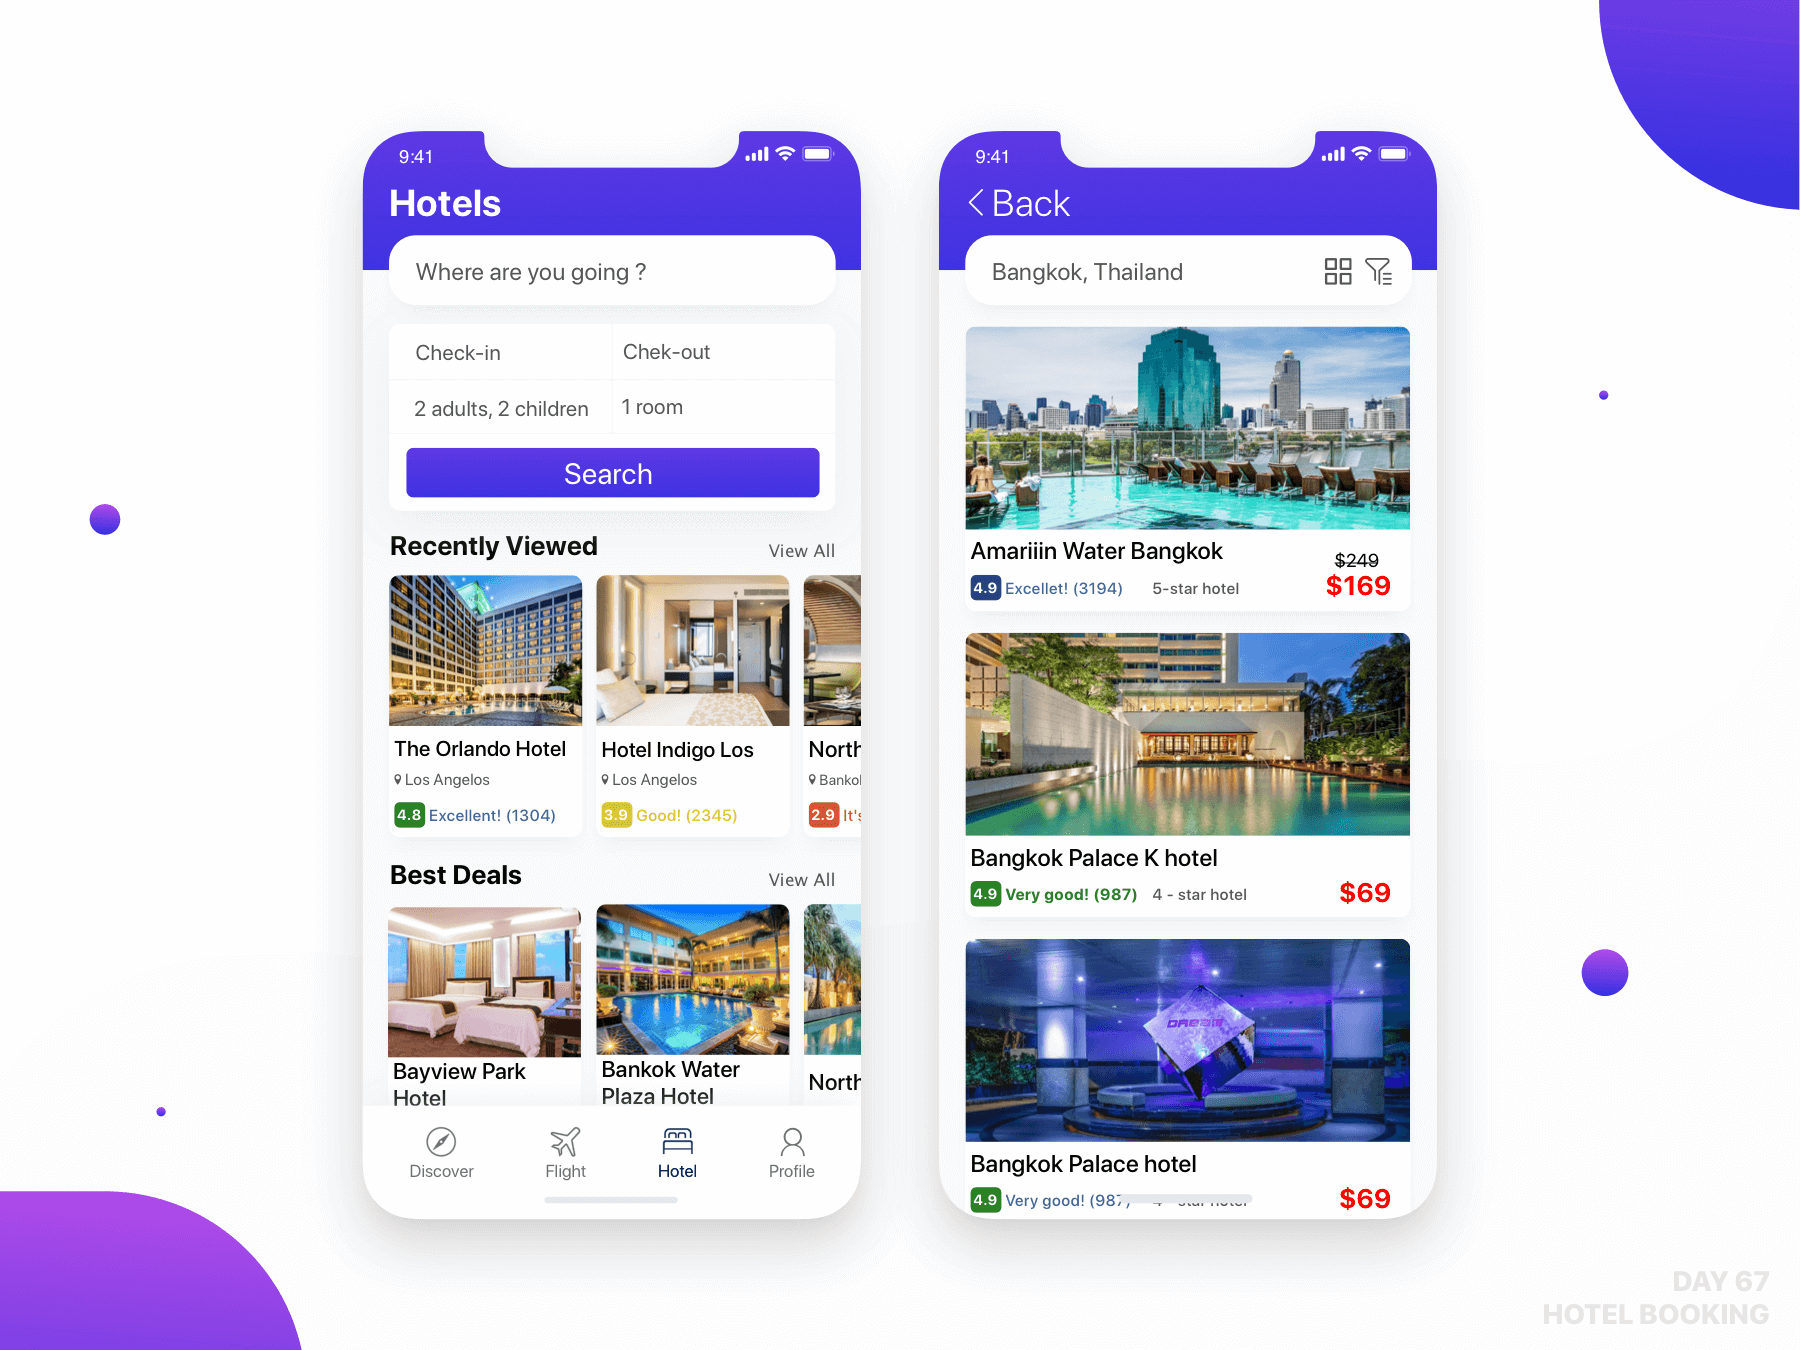 9:41
Hotels
Where are you going ?
Check-in
Chek-out
2 adults, 2 children
1 room
Search
Recently Viewed
View All
The Orlando Hotel
Los Angelos
4.8 Excellent! (1304)
Hotel Indigo Los
Los Angelos
3.9 Good! (2345)
North
Bankok
2.9 It's
Best Deals
View All
Bayview Park
Hotel
Bankok Water
Plaza Hotel
North
Discover
Flight
Hotel
Profile
9:41
Back
Bangkok, Thailand
Amariiin Water Bangkok
$249
4.9 Excellet! (3194)
5-star hotel
$169
Bangkok Palace K hotel
4.9 Very good! (987)
4 - star hotel
$69
DREAM
Bangkok Palace hotel
4.9 Very good! (987)
4 - star hotel
$69
DAY 67
HOTEL BOOKING